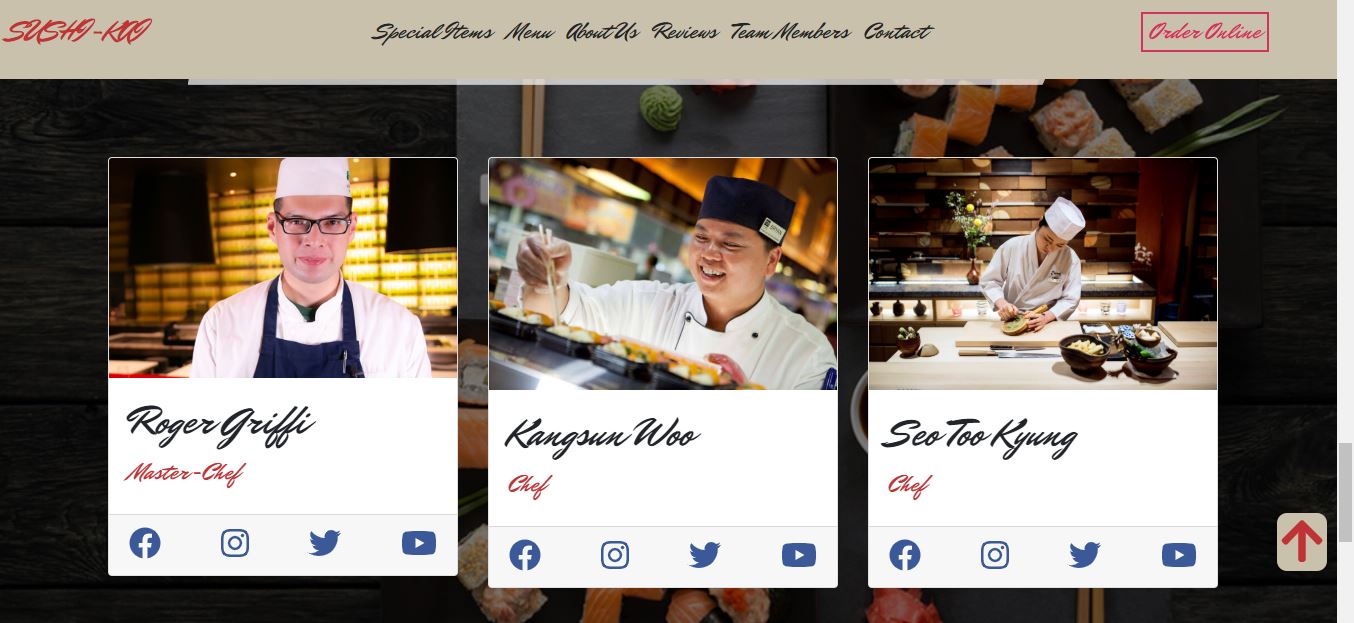 SUSHI-KUO
Special Items Menu About Us Reviews Team Members Contact
Order Online
Roger Griffi
Master-Chef
Kangsun Woo
Chef
Seo Too Kyung
Chef